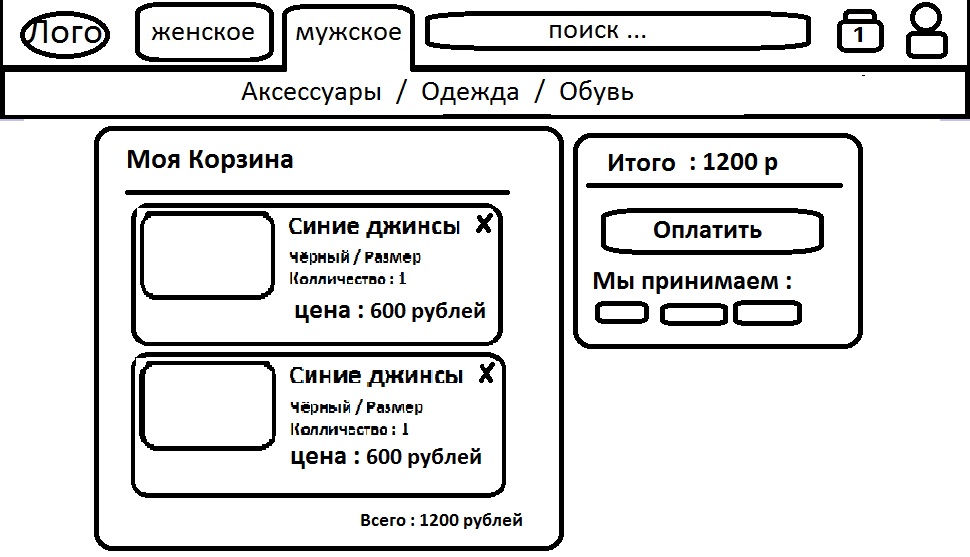 Лого женское мужское поиск ... 1
Аксессуары / Одежда / Обувь
Моя Корзина
Синие джинсы ✘
Чёрный / Размер
Колличество : 1
цена : 600 рублей
Синие джинсы ✘
Чёрный / Размер
Колличество : 1
цена : 600 рублей
Всего : 1200 рублей
Итого : 1200 р
Оплатить
Мы принимаем :